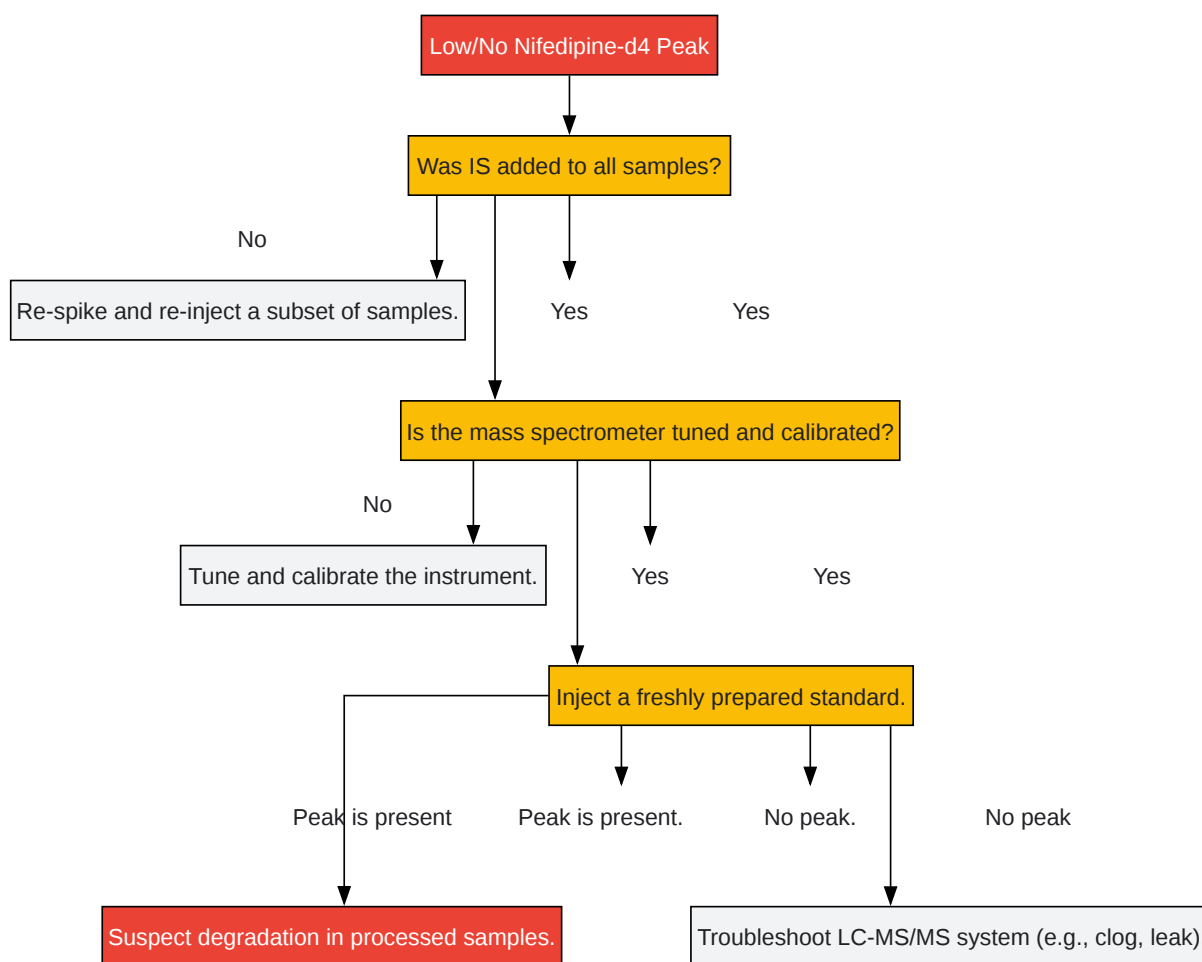 Low/No Nifedipine-d4 Peak
Was IS added to all samples?
No
Re-spike and re-inject a subset of samples.
Yes
Yes
Is the mass spectrometer tuned and calibrated?
No
Tune and calibrate the instrument.
Yes
Yes
Inject a freshly prepared standard.
Peak is present
Peak is present.
No peak.
No peak
Suspect degradation in processed samples.
Troubleshoot LC-MS/MS system (e.g., clog, leak)